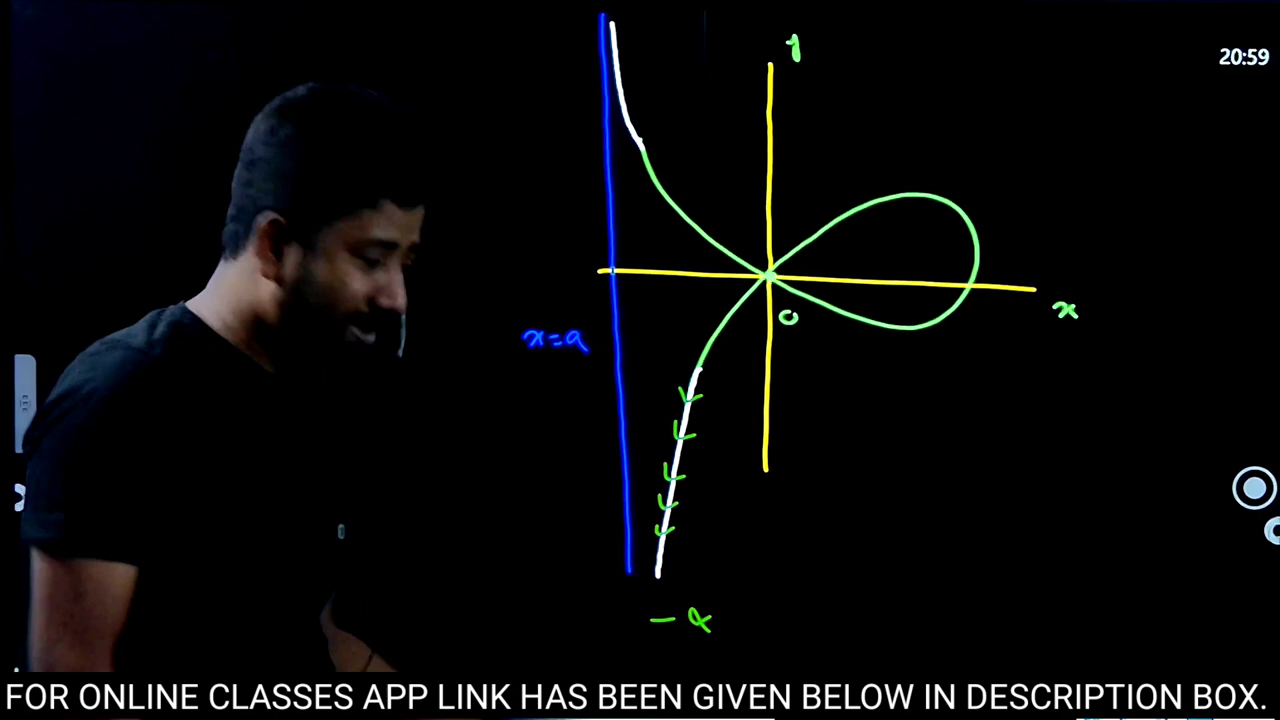 y
20:59
o
x
x=a
-α
FOR ONLINE CLASSES APP LINK HAS BEEN GIVEN BELOW IN DESCRIPTION BOX.